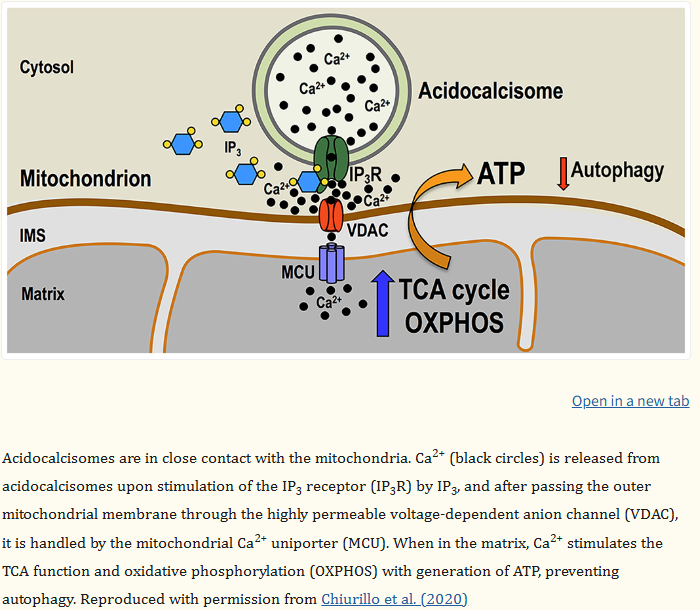 Cytosol
Ca²⁺
Ca²⁺
Ca²⁺
Acidocalcisome
IP₃
IP₃R
Ca²⁺
Ca²⁺
ATP
Autophagy
Mitochondrion
IMS
VDAC
MCU
Matrix
Ca²⁺
TCA cycle
OXPHOS
Open in a new tab
Acidocalcisomes are in close contact with the mitochondria. Ca²⁺ (black circles) is released from
acidocalcisomes upon stimulation of the IP₃ receptor (IP₃R) by IP₃, and after passing the outer
mitochondrial membrane through the highly permeable voltage-dependent anion channel (VDAC),
it is handled by the mitochondrial Ca²⁺ uniporter (MCU). When in the matrix, Ca²⁺ stimulates the
TCA function and oxidative phosphorylation (OXPHOS) with generation of ATP, preventing
autophagy. Reproduced with permission from Chiurillo et al. (2020)